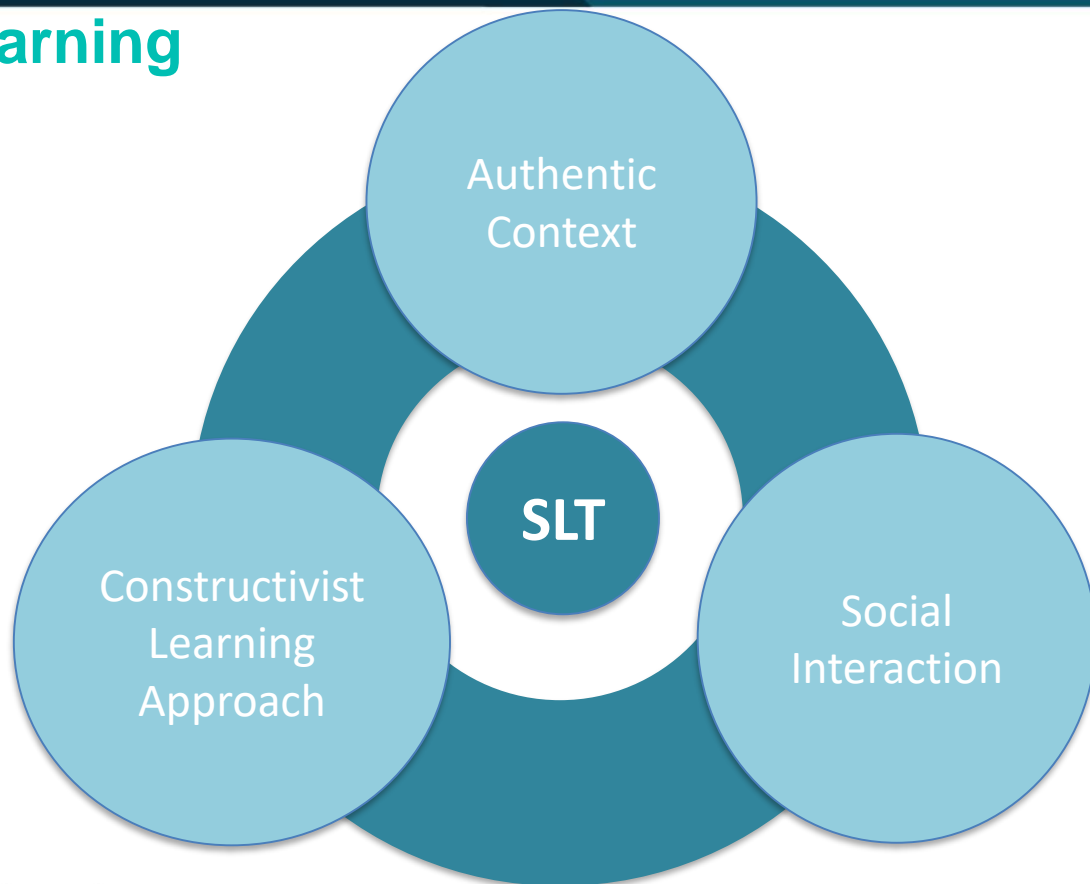 arning
Authentic
Context
SLT
Constructivist
Learning
Approach
Social
Interaction